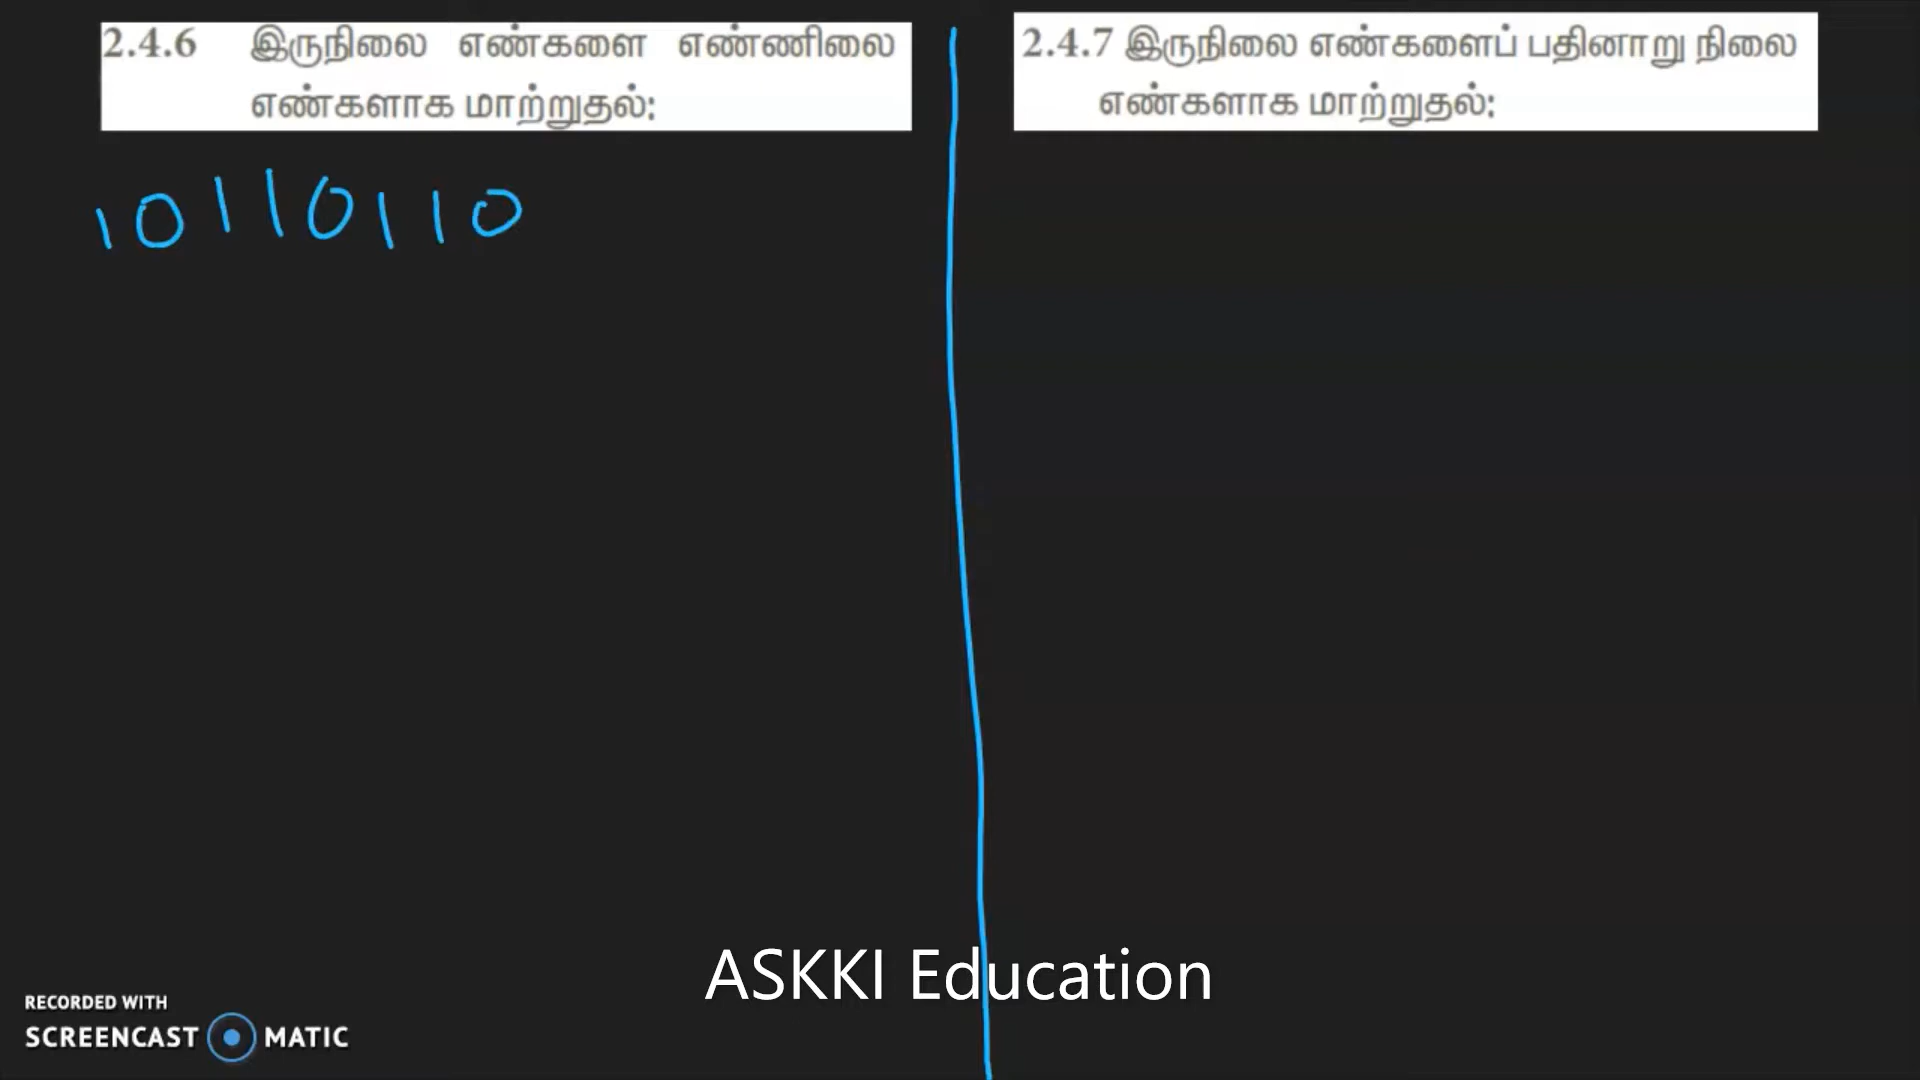 2.4.6 இருநிலை எண்களை எண்ணிலை
எண்களாக மாற்றுதல்:
10110110
2.4.7 இருநிலை எண்களைப் பதினாறு நிலை
எண்களாக மாற்றுதல்:
ASKKI Education
RECORDED WITH
SCREENCAST MATIC